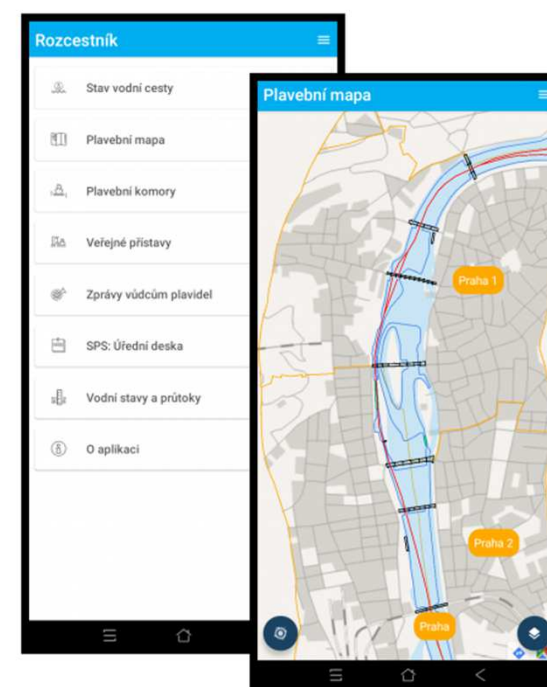 Rozcestník
Stav vodní cesty
Plavební mapa
Plavební komory
Veřejné přístavy
Zprávy vůdcům plavidel
SPS: Úřední deska
Vodní stavy a průtoky
O aplikaci
Plavební mapa
Praha 1
Praha 2
Praha